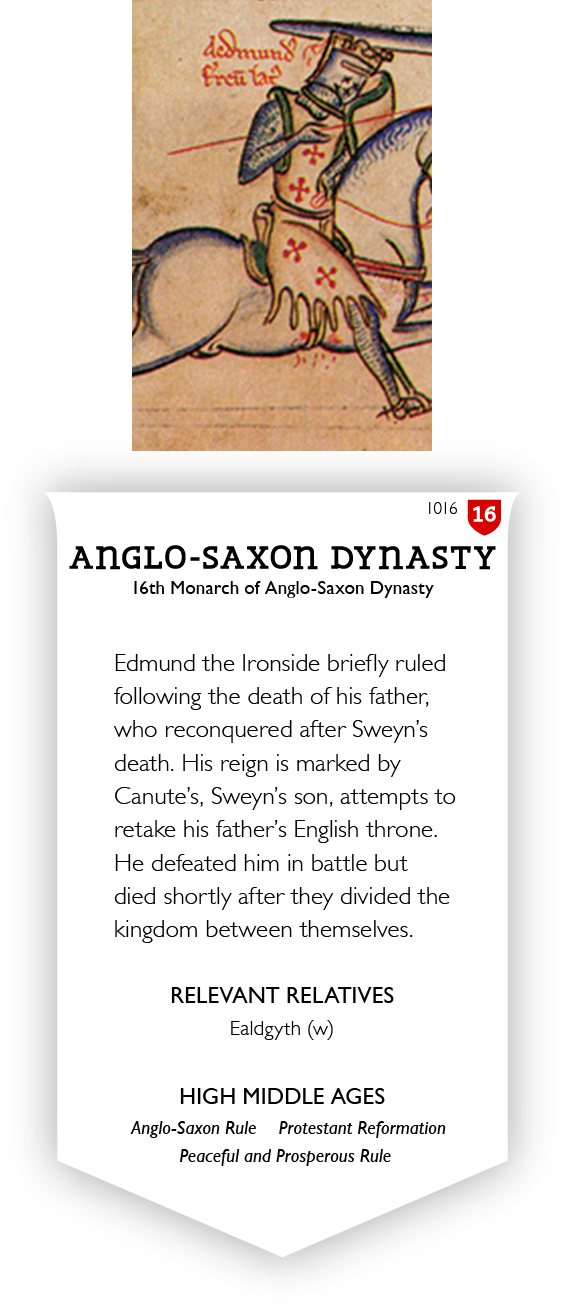 1016
16
ANGLO-SAXON DYNASTY
16th Monarch of Anglo-Saxon Dynasty
Edmund the Ironside briefly ruled
following the death of his father,
who reconquered after Sweyn's
death. His reign is marked by
Canute's, Sweyn's son, attempts to
retake his father's English throne.
He defeated him in battle but
died shortly after they divided the
kingdom between themselves.
RELEVANT RELATIVES
Ealdgyth (w)
HIGH MIDDLE AGES
Anglo-Saxon Rule Protestant Reformation
Peaceful and Prosperous Rule